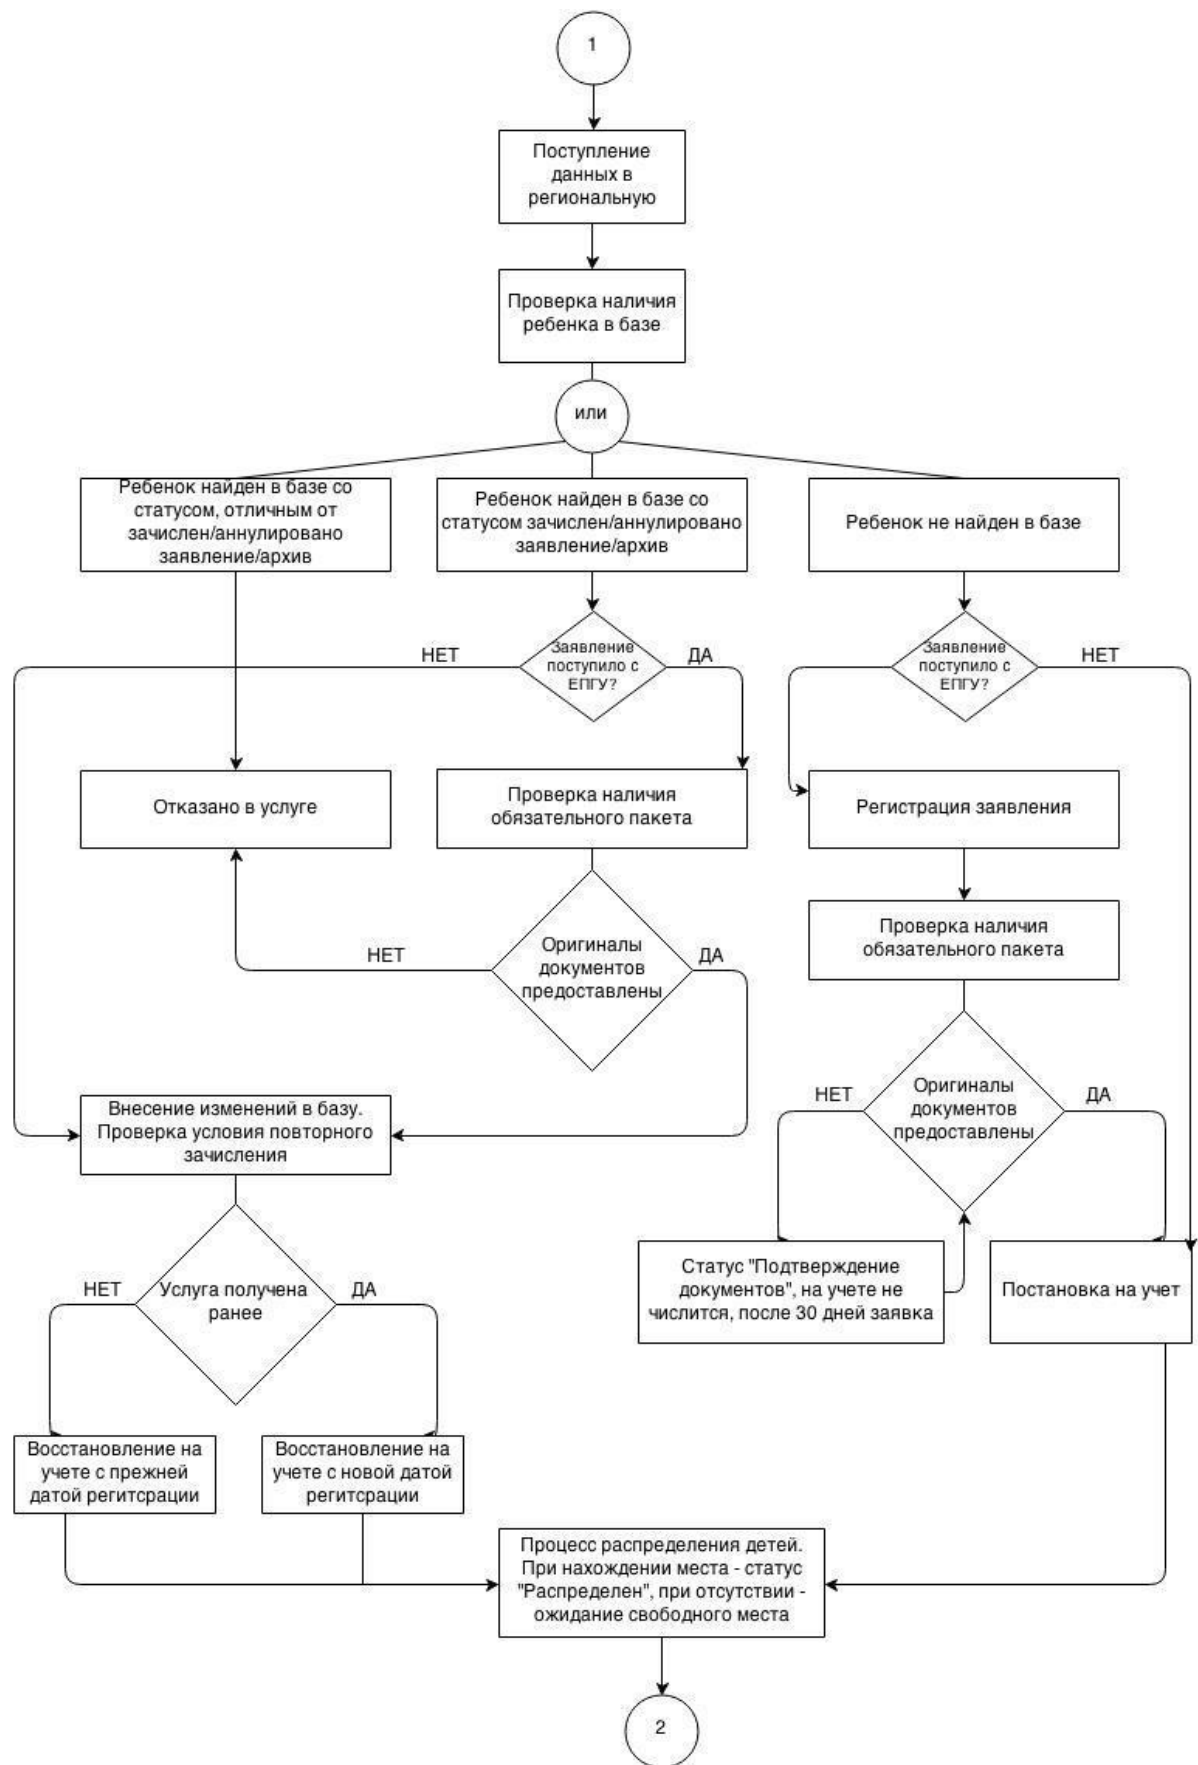 1
Поступление
данных в
региональную
Проверка наличия
ребенка в базе
или
Ребенок найден в базе со
статусом, отличным от
зачислен/аннулировано
заявление/архив
Ребенок найден в базе со
статусом зачислен/аннулировано
заявление/архив
Ребенок не найден в базе
НЕТ
Заявление
поступило с
ЕПГУ?
ДА
Заявление
поступило с
ЕПГУ?
НЕТ
Отказано в услуге
Проверка наличия
обязательного пакета
Регистрация заявления
Проверка наличия
обязательного пакета
НЕТ
Оригиналы
документов
предоставлены
ДА
НЕТ
Оригиналы
документов
предоставлены
ДА
Внесение изменений в базу.
Проверка условия повторного
зачисления
НЕТ
Услуга получена
ранее
ДА
Статус "Подтверждение
документов", на учете не
числится, после 30 дней заявка
Постановка на учет
Восстановление на
учете с прежней
датой регитсрации
Восстановление на
учете с новой датой
регитсрации
Процесс распределения детей.
При нахождении места - статус
"Распределен", при отсутствии -
ожидание свободного места
2